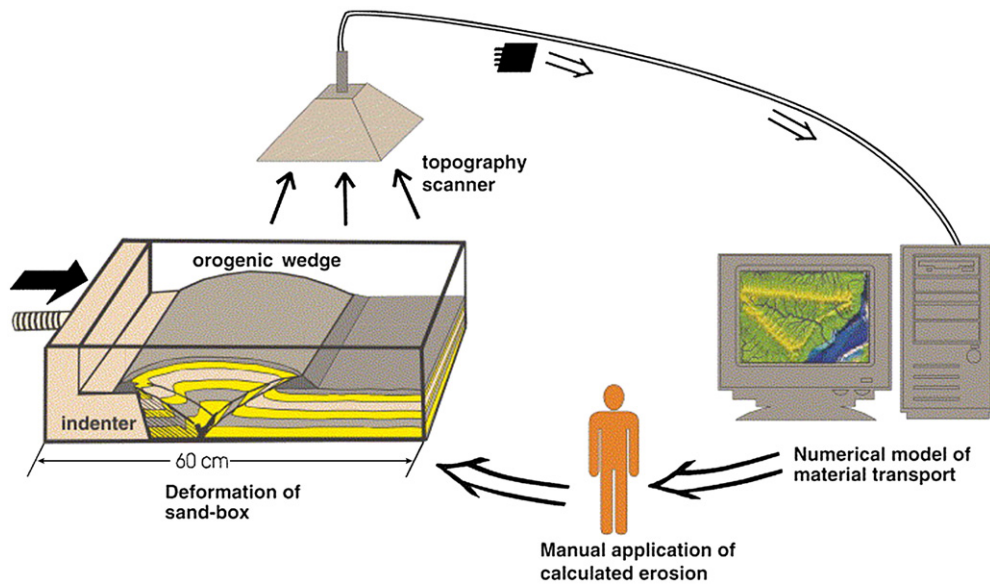 topography
scanner
orogenic wedge
indenter
60 cm
Deformation of
sand-box
Numerical model of
material transport
Manual application of
calculated erosion